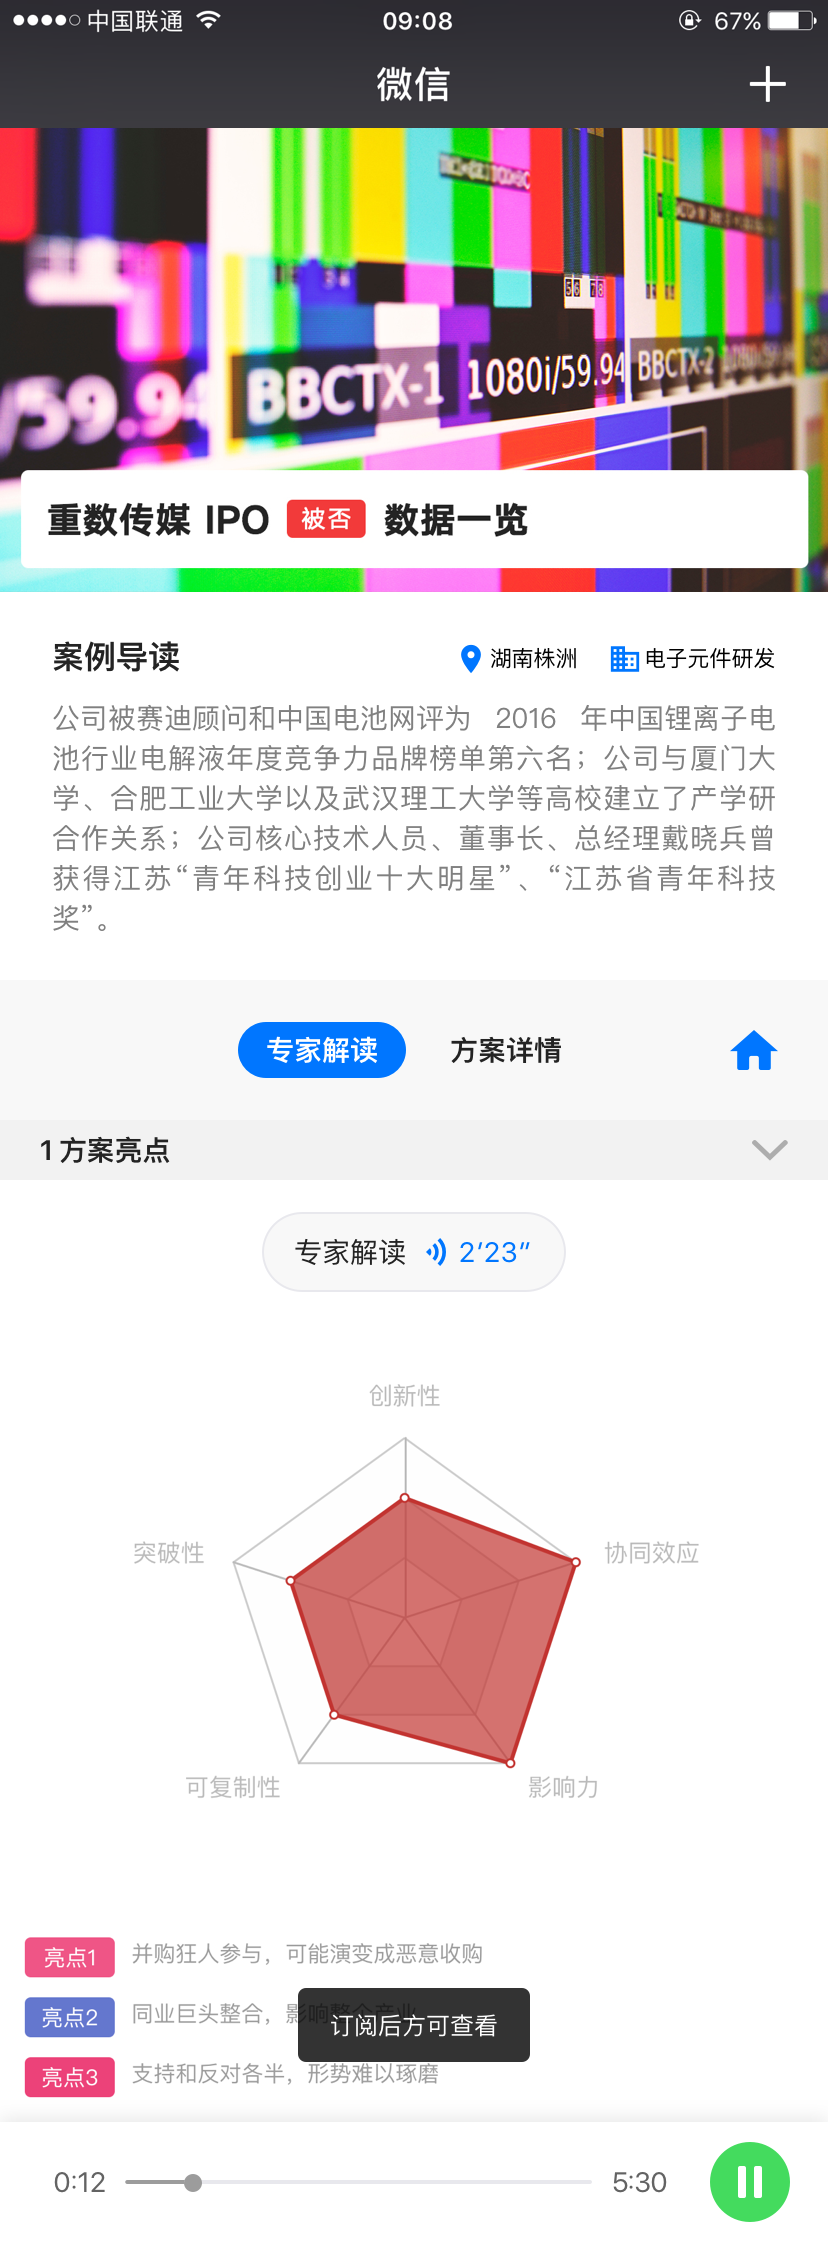 中国联通 09:08 67%
微信
/59.94 BBCTX-1 1080i/59.94 BBCTX-2
56 78
重数传媒 IPO 被否 数据一览
案例导读 湖南株洲 电子元件研发
公司被赛迪顾问和中国电池网评为 2016 年中国锂离子电
池行业电解液年度竞争力品牌榜单第六名；公司与厦门大
学、合肥工业大学以及武汉理工大学等高校建立了产学研
合作关系；公司核心技术人员、董事长、总经理戴晓兵曾
获得江苏“青年科技创业十大明星”、“江苏省青年科技
奖”。
专家解读 方案详情
1 方案亮点
专家解读 2’23”
创新性
突破性 协同效应
可复制性 影响力
亮点1 并购狂人参与，可能演变成恶意收购
亮点2 同业巨头整合，影响整个产业
订阅后方可查看
亮点3 支持和反对各半，形势难以琢磨
0:12 5:30